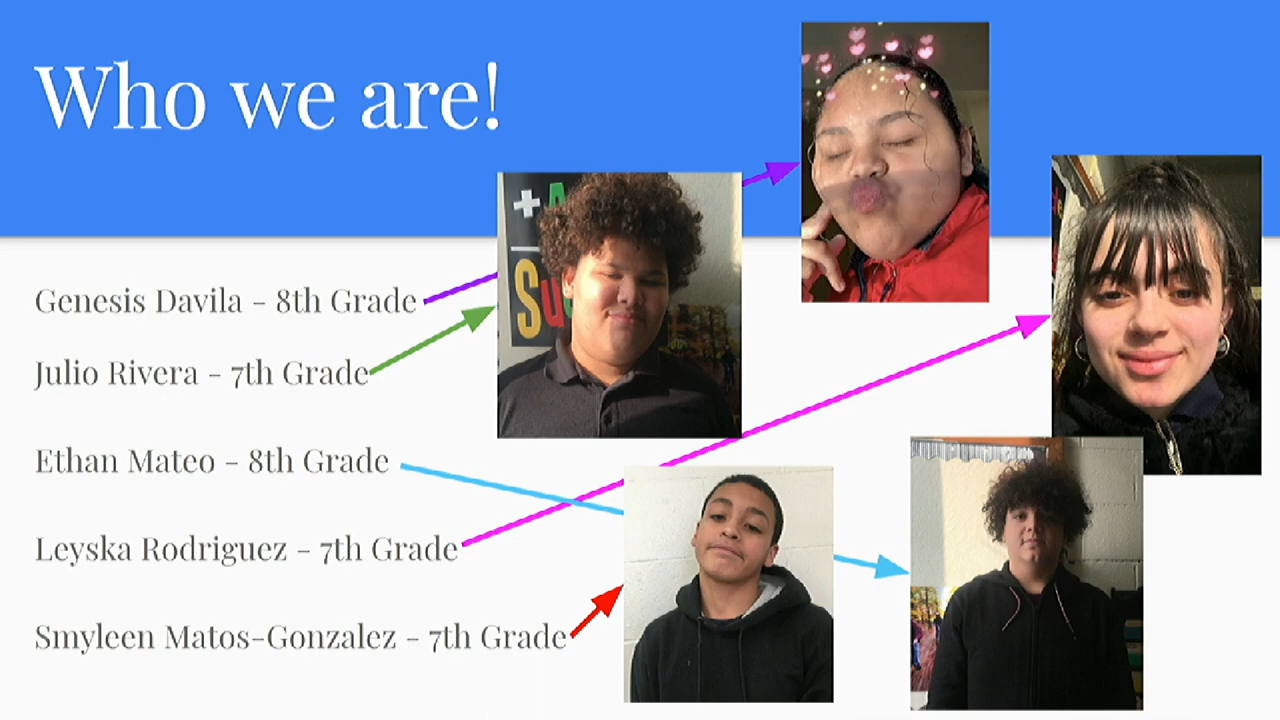 Who we are!
+ A
Su
Genesis Davila - 8th Grade
Julio Rivera - 7th Grade
Ethan Mateo - 8th Grade
Leyska Rodriguez - 7th Grade
Smyleen Matos-Gonzalez - 7th Grade